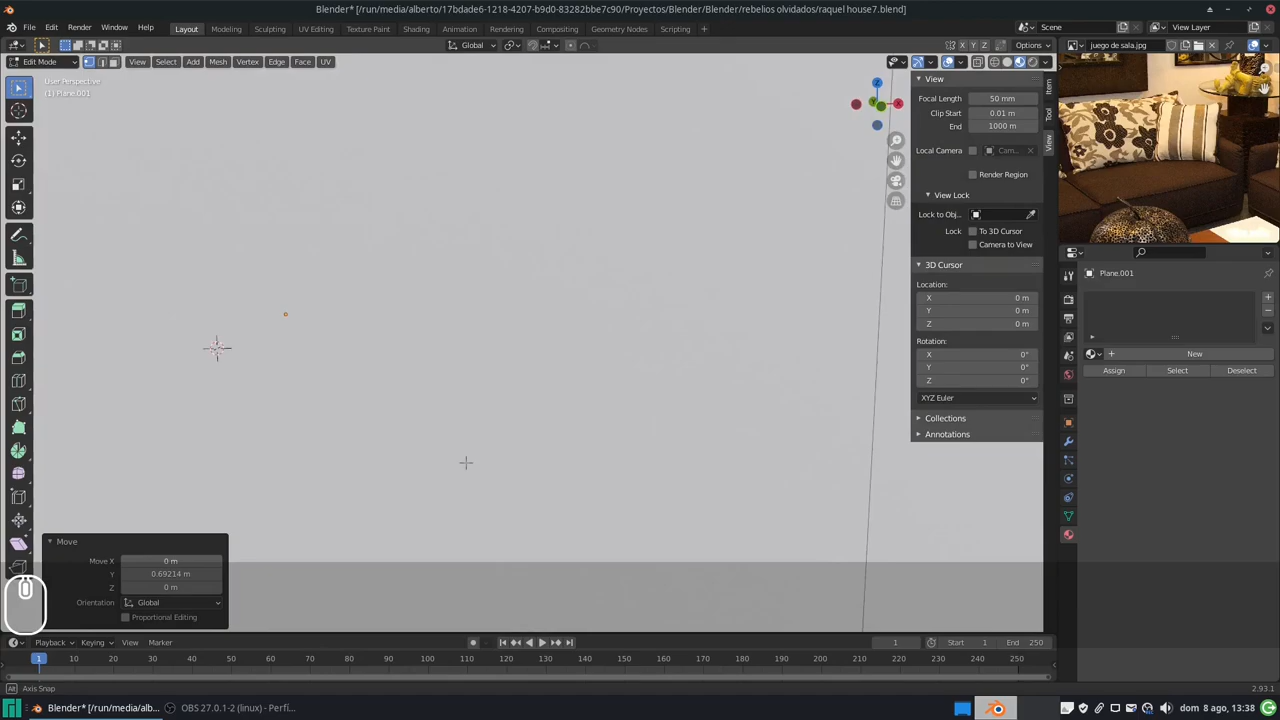 Blender* [/run/media/alberto/17bdade6-1218-4207-b9d0-83282bbe7c90/Proyectos/Blender/Blender/rebelios olvidados/raquel house7.blend]
File Edit Render Window Help Layout Modeling Sculpting UV Editing Texture Paint Shading Animation Rendering Compositing Geometry Nodes Scripting Scene View Layer
Global X Y Z Options juego de sala.jpg
Edit Mode View Select Add Mesh Vertex Edge Face UV
User Perspective
(1) Plane.001
Z
X
Y
View
Focal Length 50 mm
Clip Start 0.01 m
End 1000 m
Local Camera Cam...
Render Region
View Lock
Lock to Obj...
Lock: To 3D Cursor
Camera to View
3D Cursor
Location:
X 0 m
Y 0 m
Z 0 m
Rotation:
X 0°
Y 0°
Z 0°
XYZ Euler
Collections
Annotations
Item
Tool
View
Plane.001
New
Assign Select Deselect
Move
Move X 0 m
Y 0.69214 m
Z 0 m
Orientation Global
Proportional Editing
Playback Keying View Marker 1 Start 1 End 250
1 10 20 30 40 50 60 70 80 90 100 110 120 130 140 150 160 170 180 190 200 210 220 230 240 250
Alt Axis Snap 2.93.1
Blender* [/run/media/alb... OBS 27.0.1-2 (linux) - Perfí... dom 8 ago, 13:38